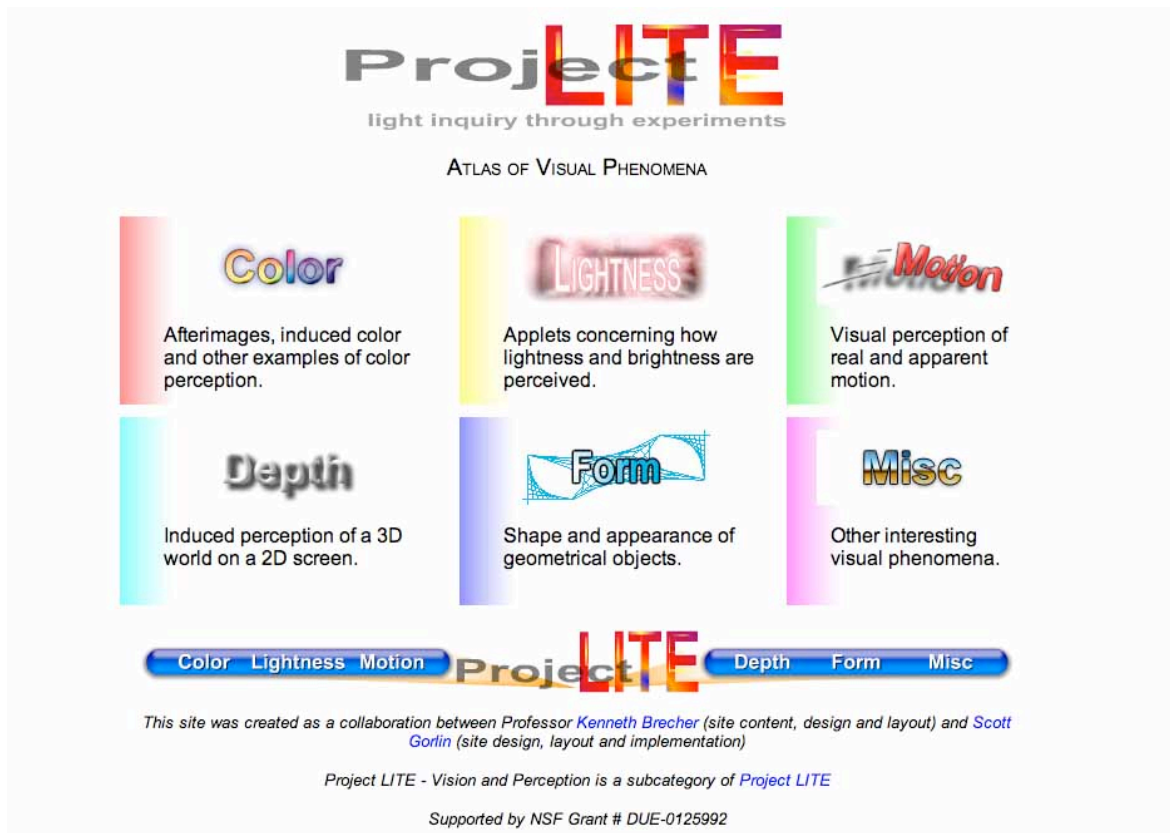 Project LITE
light inquiry through experiments
ATLAS OF VISUAL PHENOMENA
Color
Afterimages, induced color
and other examples of color
perception.
LIGHTNESS
Applets concerning how
lightness and brightness are
perceived.
Motion
Visual perception of
real and apparent
motion.
Depth
Induced perception of a 3D
world on a 2D screen.
Form
Shape and appearance of
geometrical objects.
Misc
Other interesting
visual phenomena.
Color Lightness Motion Project LITE Depth Form Misc
This site was created as a collaboration between Professor Kenneth Brecher (site content, design and layout) and Scott
Gorlin (site design, layout and implementation)
Project LITE - Vision and Perception is a subcategory of Project LITE
Supported by NSF Grant # DUE-0125992